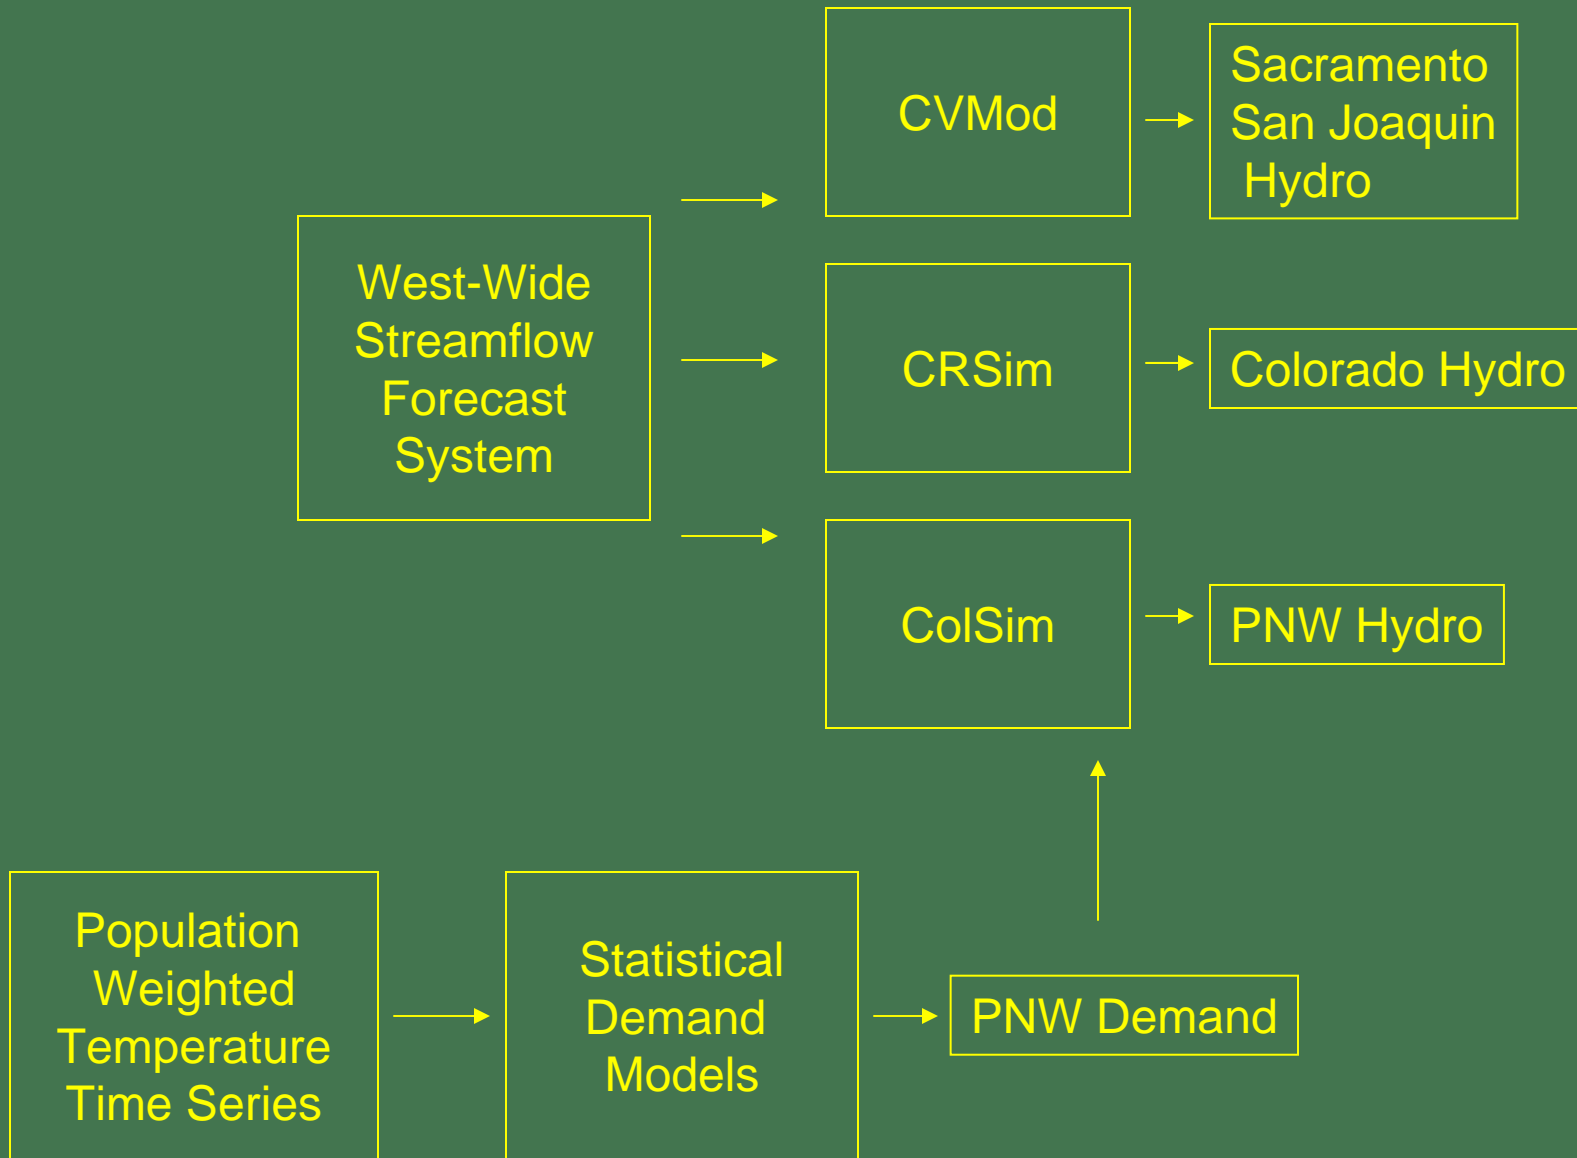 CVMod
Sacramento
San Joaquin
Hydro
West-Wide
Streamflow
Forecast
System
CRSim
Colorado Hydro
ColSim
PNW Hydro
Population
Weighted
Temperature
Time Series
Statistical
Demand
Models
PNW Demand